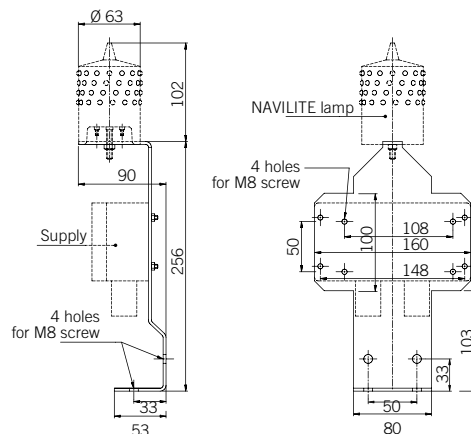 Ø 63
102
NAVILITE lamp
90
4 holes
for M8 screw
Supply
256
50
100
108
160
148
4 holes
for M8 screw
103
33
33
53
50
80